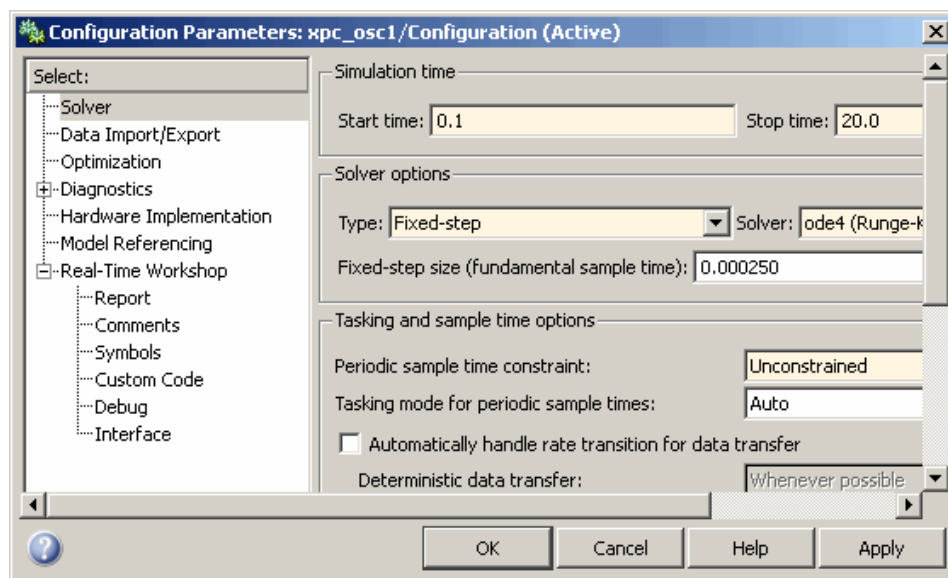 Configuration Parameters: xpc_osc1/Configuration (Active)
Select:
Solver
Data Import/Export
Optimization
Diagnostics
Hardware Implementation
Model Referencing
Real-Time Workshop
Report
Comments
Symbols
Custom Code
Debug
Interface
Simulation time
Start time: 0.1 Stop time: 20.0
Solver options
Type: Fixed-step Solver: ode4 (Runge-K
Fixed-step size (fundamental sample time): 0.000250
Tasking and sample time options
Periodic sample time constraint: Unconstrained
Tasking mode for periodic sample times: Auto
Automatically handle rate transition for data transfer
Deterministic data transfer: Whenever possible
? OK Cancel Help Apply